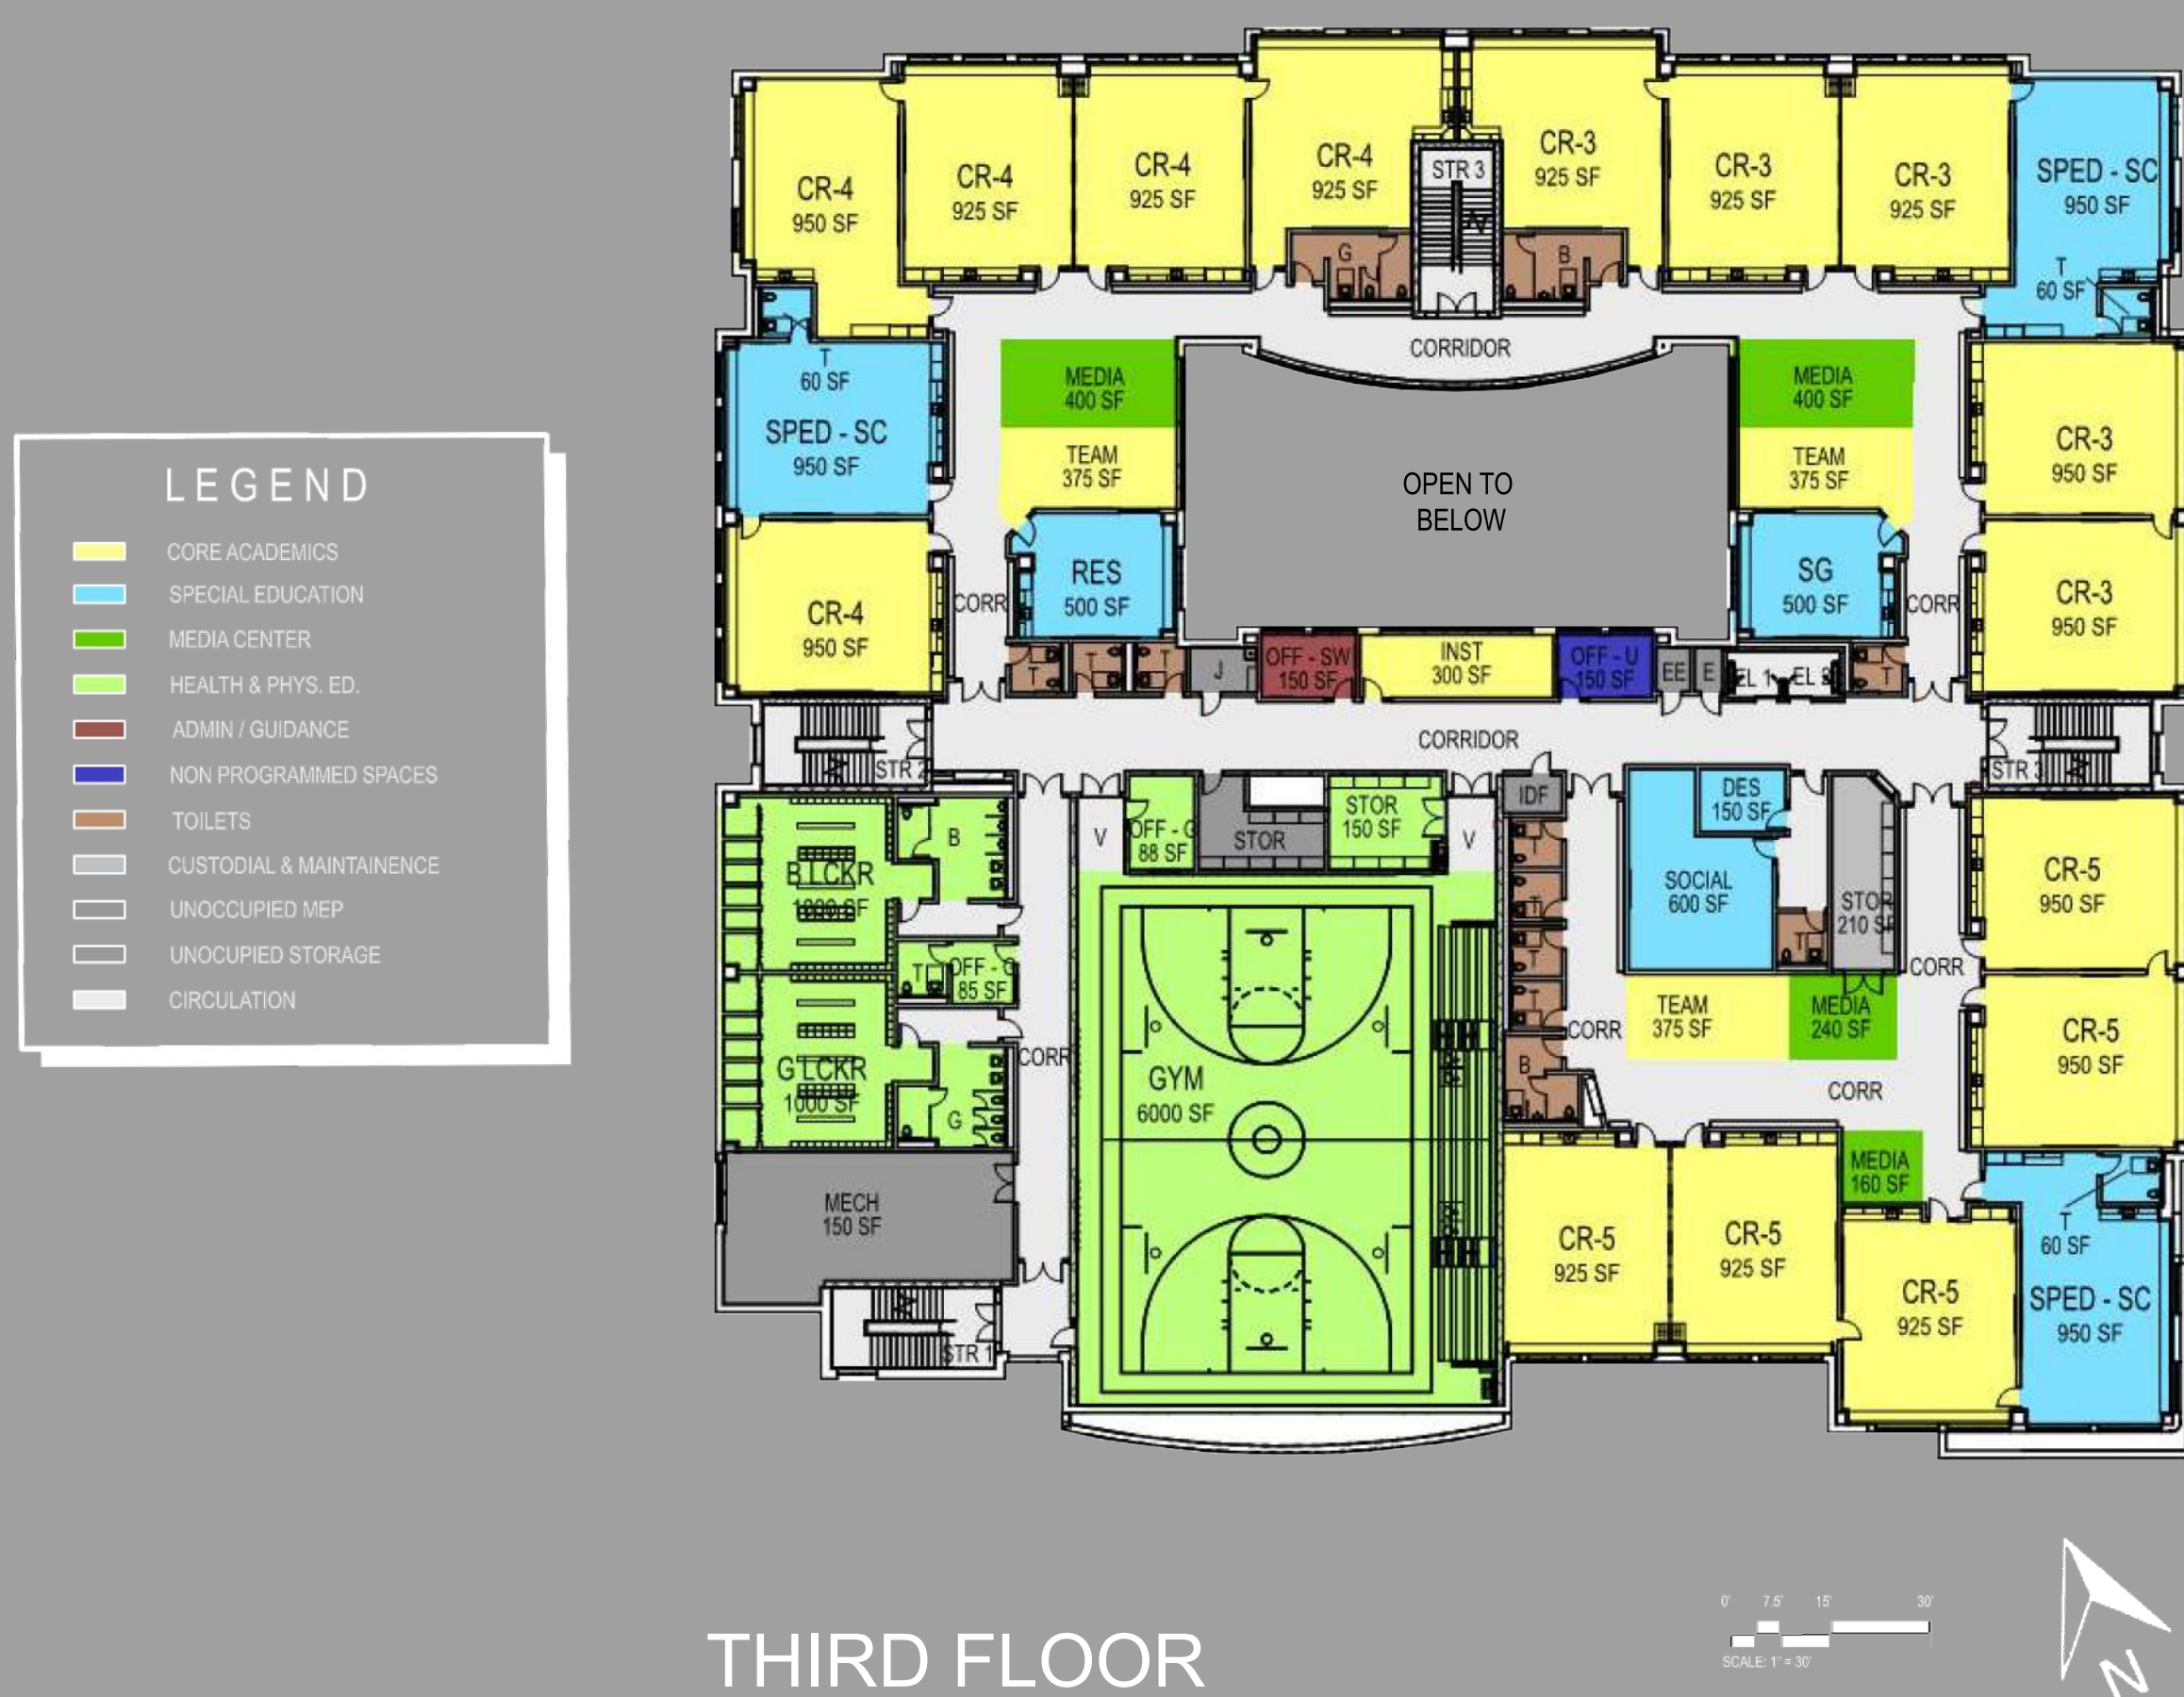 LEGEND
CORE ACADEMICS
SPECIAL EDUCATION
MEDIA CENTER
HEALTH & PHYS. ED.
ADMIN / GUIDANCE
NON PROGRAMMED SPACES
TOILETS
CUSTODIAL & MAINTAINENCE
UNOCCUPIED MEP
UNOCUPIED STORAGE
CIRCULATION
CR-4
950 SF
CR-4
925 SF
CR-4
925 SF
CR-4
925 SF
STR 3
CR-3
925 SF
CR-3
925 SF
CR-3
925 SF
SPED - SC
950 SF
G
B
T
60 SF
CORRIDOR
T
60 SF
SPED - SC
950 SF
MEDIA
400 SF
TEAM
375 SF
OPEN TO
BELOW
MEDIA
400 SF
TEAM
375 SF
CR-3
950 SF
CR-4
950 SF
CORR
RES
500 SF
SG
500 SF
CORR
CR-3
950 SF
T
T
T
J
OFF - SW
150 SF
INST
300 SF
OFF - U
150 SF
EE
E
EL 1
EL 2
T
STR 2
CORRIDOR
STR 3
B LCKR
1000 SF
B
V
OFF - G
88 SF
STOR
STOR
150 SF
V
IDF
T
T
T
T
B
SOCIAL
600 SF
DES
150 SF
T
STOR
210 SF
CORR
CR-5
950 SF
T
OFF - G
85 SF
G LCKR
1000 SF
G
CORR
GYM
6000 SF
CORR
TEAM
375 SF
MEDIA
240 SF
CORR
CR-5
950 SF
MECH
150 SF
STR 1
CR-5
925 SF
CR-5
925 SF
MEDIA
160 SF
CR-5
925 SF
T
60 SF
SPED - SC
950 SF
THIRD FLOOR
0' 7.5' 15' 30'
SCALE: 1" = 30'
N